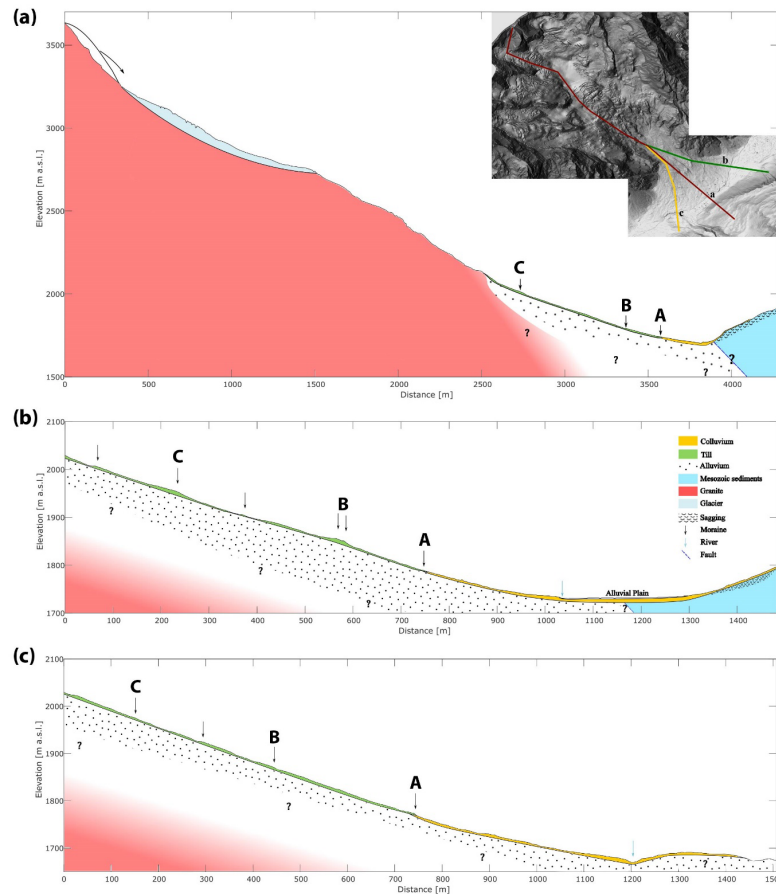 (a)
3500
3000
2500
2000
1500
Elevation [m a.s.l.]
b
a
c
C
B
A
?
?
?
?
0
500
1000
1500
2000
2500
3000
3500
4000
Distance [m]
(b)
2100
2000
1900
1800
1700
Elevation [m a.s.l.]
C
B
A
?
?
?
?
Alluvial Plain
Colluvium
Till
Alluvium
Mesozoic sediments
Granite
Glacier
Sagging
Moraine
River
Fault
0
100
200
300
400
500
600
700
800
900
1000
1100
1200
1300
1400
Distance [m]
(c)
2100
2000
1900
1800
1700
Elevation [m a.s.l.]
C
B
A
?
?
?
?
0
100
200
300
400
500
600
700
800
900
1000
1100
1200
1300
1400
1500
Distance [m]